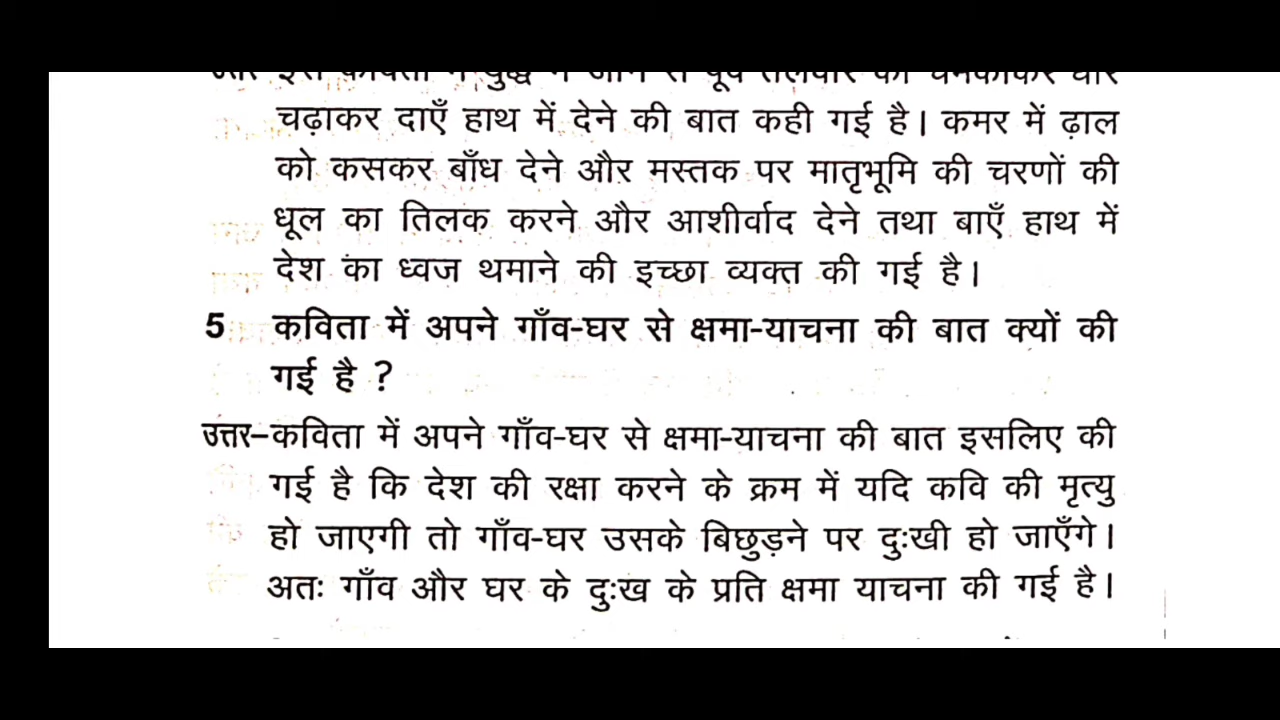 चढ़ाकर दाएँ हाथ में देने की बात कही गई है। कमर में ढ़ाल
को कसकर बाँध देने और मस्तक पर मातृभूमि की चरणों की
धूल का तिलक करने और आशीर्वाद देने तथा बाएँ हाथ में
देश का ध्वज थमाने की इच्छा व्यक्त की गई है।
5 कविता में अपने गाँव-घर से क्षमा-याचना की बात क्यों की
गई है ?
उत्तर–कविता में अपने गाँव-घर से क्षमा-याचना की बात इसलिए की
गई है कि देश की रक्षा करने के क्रम में यदि कवि की मृत्यु
हो जाएगी तो गाँव-घर उसके बिछुड़ने पर दुःखी हो जाएँगे।
अतः गाँव और घर के दुःख के प्रति क्षमा याचना की गई है।